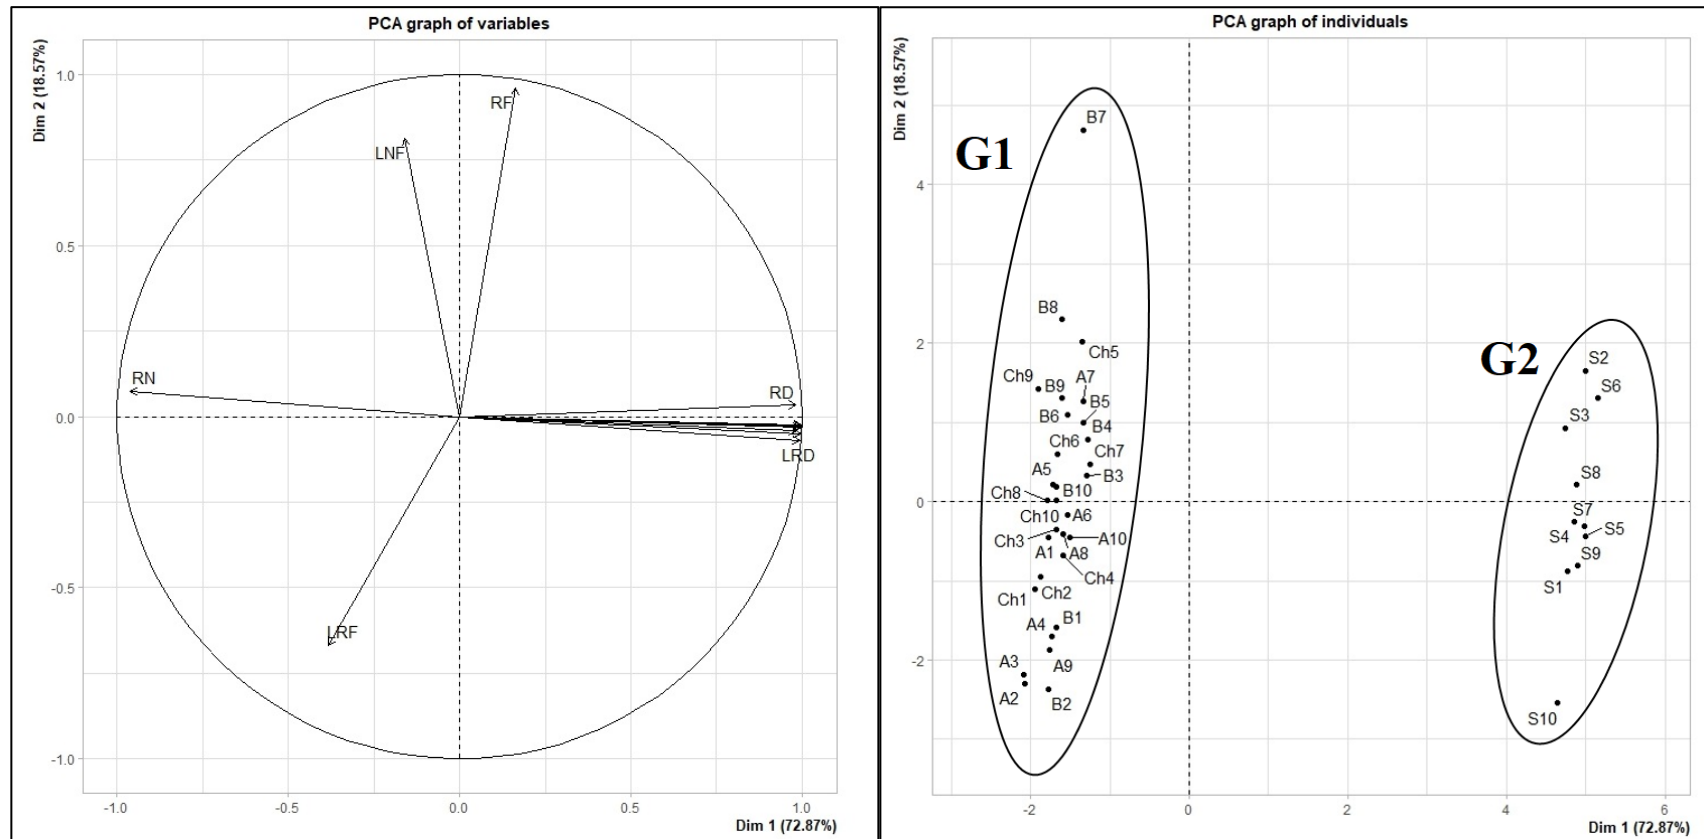 PCA graph of variables
Dim 2 (18.57%)
1.0
0.5
0.0
-0.5
-1.0
RF
LNF
RN
RD
LRD
LRF
-1.0
-0.5
0.0
0.5
1.0
Dim 1 (72.87%)
PCA graph of individuals
Dim 2 (18.57%)
4
2
0
-2
G1
B7
B8
Ch5
Ch9
B9
A7
B6
B5
B4
Ch6
Ch7
A5
B3
Ch8
B10
Ch10
A6
Ch3
A1
A8
A10
Ch4
Ch1
Ch2
A4
B1
A3
A9
A2
B2
G2
S2
S6
S3
S8
S7
S5
S4
S9
S1
S10
-2
0
2
4
6
Dim 1 (72.87%)